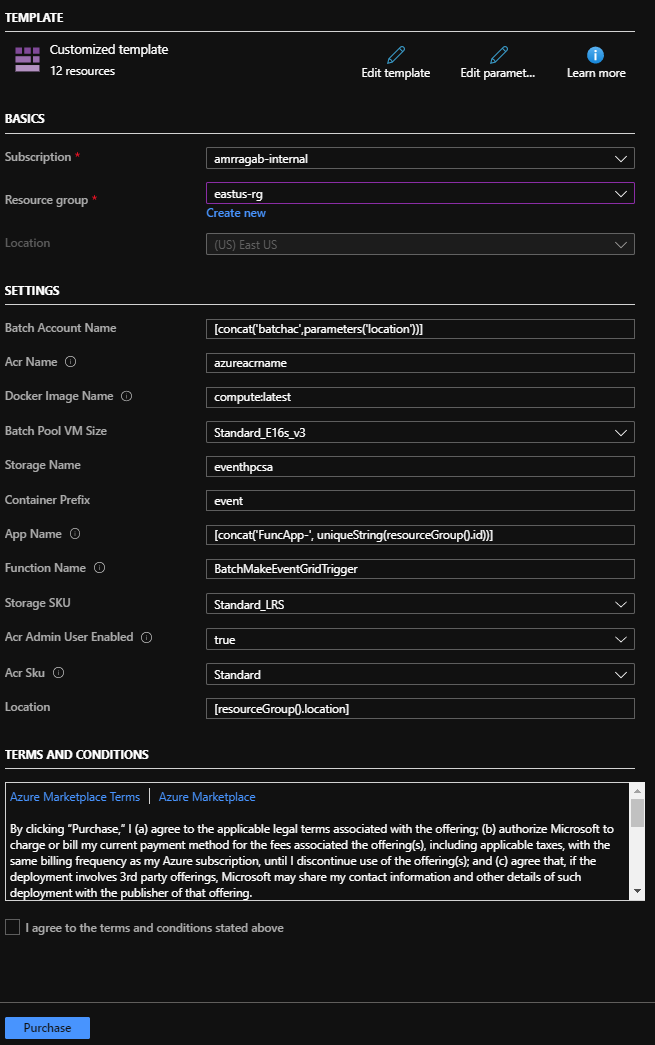 TEMPLATE
Customized template
12 resources
Edit template
Edit paramet...
Learn more
BASICS
Subscription *
amrragab-internal
Resource group *
eastus-rg
Create new
Location
(US) East US
SETTINGS
Batch Account Name
[concat('batchac',parameters('location'))]
Acr Name
azureacrname
Docker Image Name
compute:latest
Batch Pool VM Size
Standard_E16s_v3
Storage Name
eventhpcsa
Container Prefix
event
App Name
[concat('FuncApp-', uniqueString(resourceGroup().id))]
Function Name
BatchMakeEventGridTrigger
Storage SKU
Standard_LRS
Acr Admin User Enabled
true
Acr Sku
Standard
Location
[resourceGroup().location]
TERMS AND CONDITIONS
Azure Marketplace Terms | Azure Marketplace
By clicking “Purchase,” I (a) agree to the applicable legal terms associated with the offering; (b) authorize Microsoft to
charge or bill my current payment method for the fees associated the offering(s), including applicable taxes, with the
same billing frequency as my Azure subscription, until I discontinue use of the offering(s); and (c) agree that, if the
deployment involves 3rd party offerings, Microsoft may share my contact information and other details of such
deployment with the publisher of that offering.
I agree to the terms and conditions stated above
Purchase